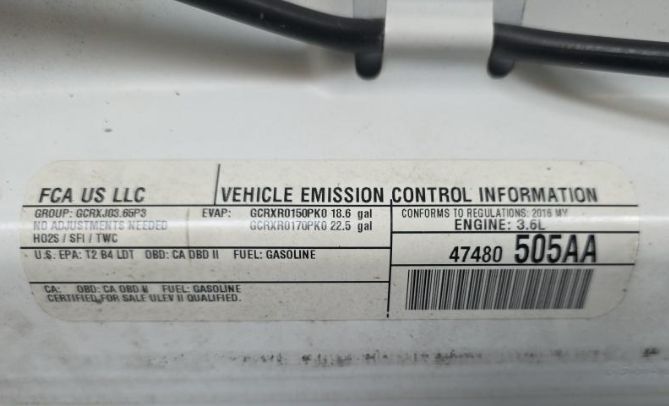 FCA US LLC
VEHICLE EMISSION CONTROL INFORMATION
GROUP: GCRXJ03.65P3
NO ADJUSTMENTS NEEDED
HO2S / SFI / TWC
EVAP: GCRXR0150PK0 18.6 gal
GCRXR0170PK0 22.5 gal
CONFORMS TO REGULATIONS: 2016 MY
ENGINE: 3.6L
U.S. EPA: T2 B4 LDT OBD: CA OBD II FUEL: GASOLINE
47480 505AA
CA: OBD: CA OBD II FUEL: GASOLINE
CERTIFIED FOR SALE ULEV II QUALIFIED.